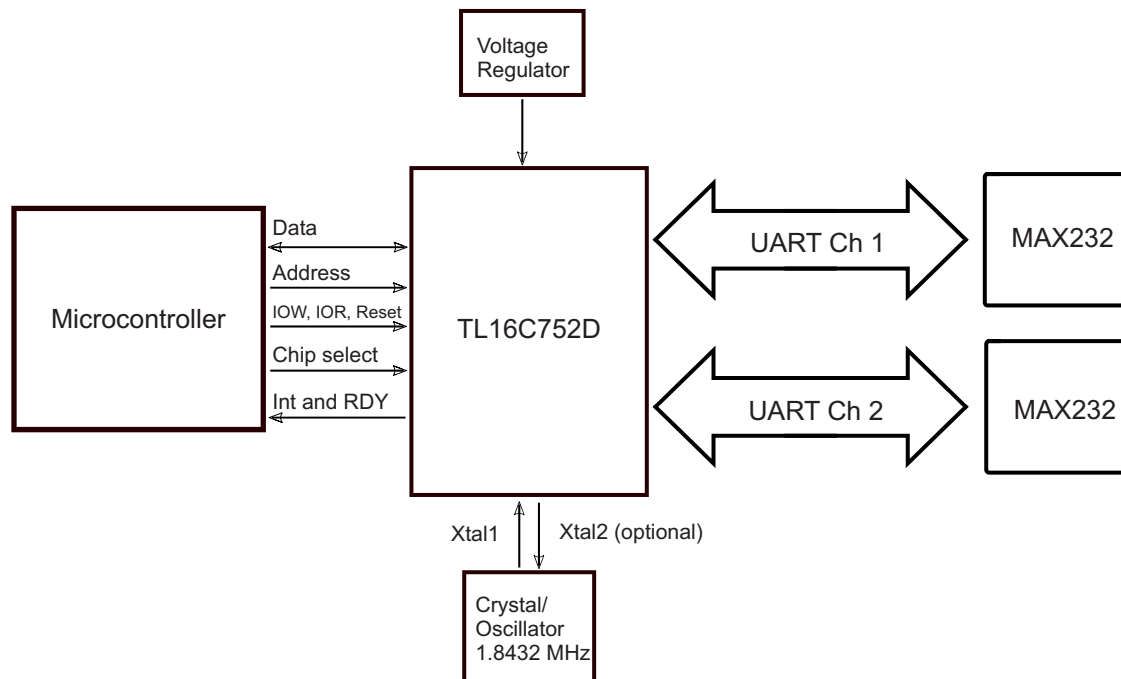 Voltage
Regulator
Data
Address
IOW, IOR, Reset
Chip select
Int and RDY
Microcontroller
TL16C752D
UART Ch 1
MAX232
UART Ch 2
MAX232
Xtal1
Xtal2 (optional)
Crystal/
Oscillator
1.8432 MHz